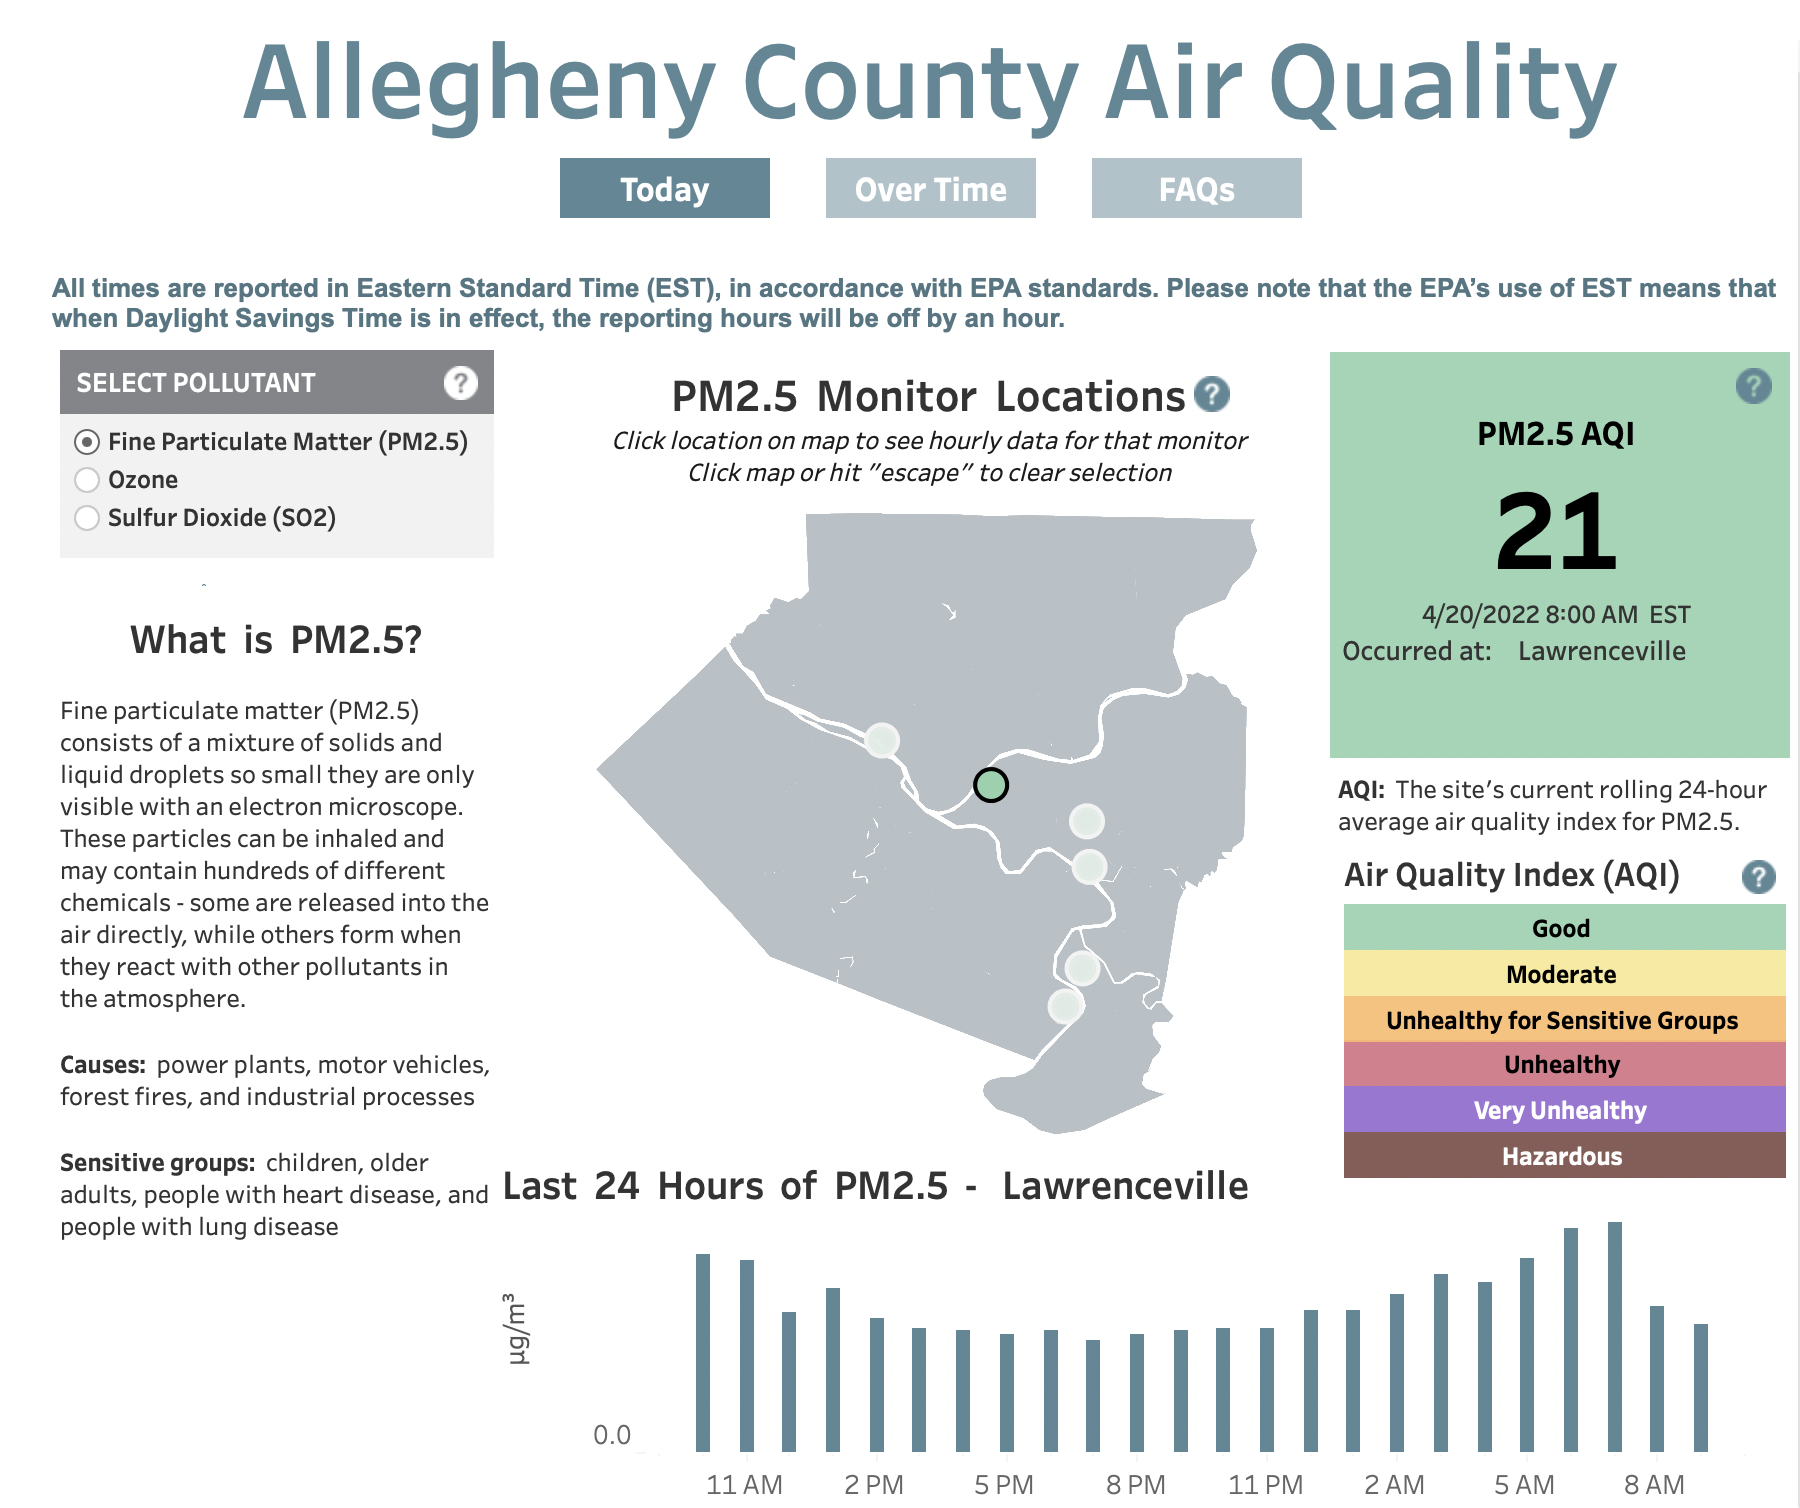 Allegheny County Air Quality
Today
Over Time
FAQs
All times are reported in Eastern Standard Time (EST), in accordance with EPA standards. Please note that the EPA’s use of EST means that
when Daylight Savings Time is in effect, the reporting hours will be off by an hour.
SELECT POLLUTANT
?
Fine Particulate Matter (PM2.5)
Ozone
Sulfur Dioxide (SO2)
What is PM2.5?
Fine particulate matter (PM2.5)
consists of a mixture of solids and
liquid droplets so small they are only
visible with an electron microscope.
These particles can be inhaled and
may contain hundreds of different
chemicals - some are released into the
air directly, while others form when
they react with other pollutants in
the atmosphere.
Causes: power plants, motor vehicles,
forest fires, and industrial processes
Sensitive groups: children, older
adults, people with heart disease, and
people with lung disease
PM2.5 Monitor Locations
?
Click location on map to see hourly data for that monitor
Click map or hit "escape" to clear selection
?
PM2.5 AQI
21
4/20/2022 8:00 AM EST
Occurred at: Lawrenceville
AQI: The site's current rolling 24-hour
average air quality index for PM2.5.
Air Quality Index (AQI)
?
Good
Moderate
Unhealthy for Sensitive Groups
Unhealthy
Very Unhealthy
Hazardous
Last 24 Hours of PM2.5 - Lawrenceville
µg/m³
0.0
11 AM
2 PM
5 PM
8 PM
11 PM
2 AM
5 AM
8 AM